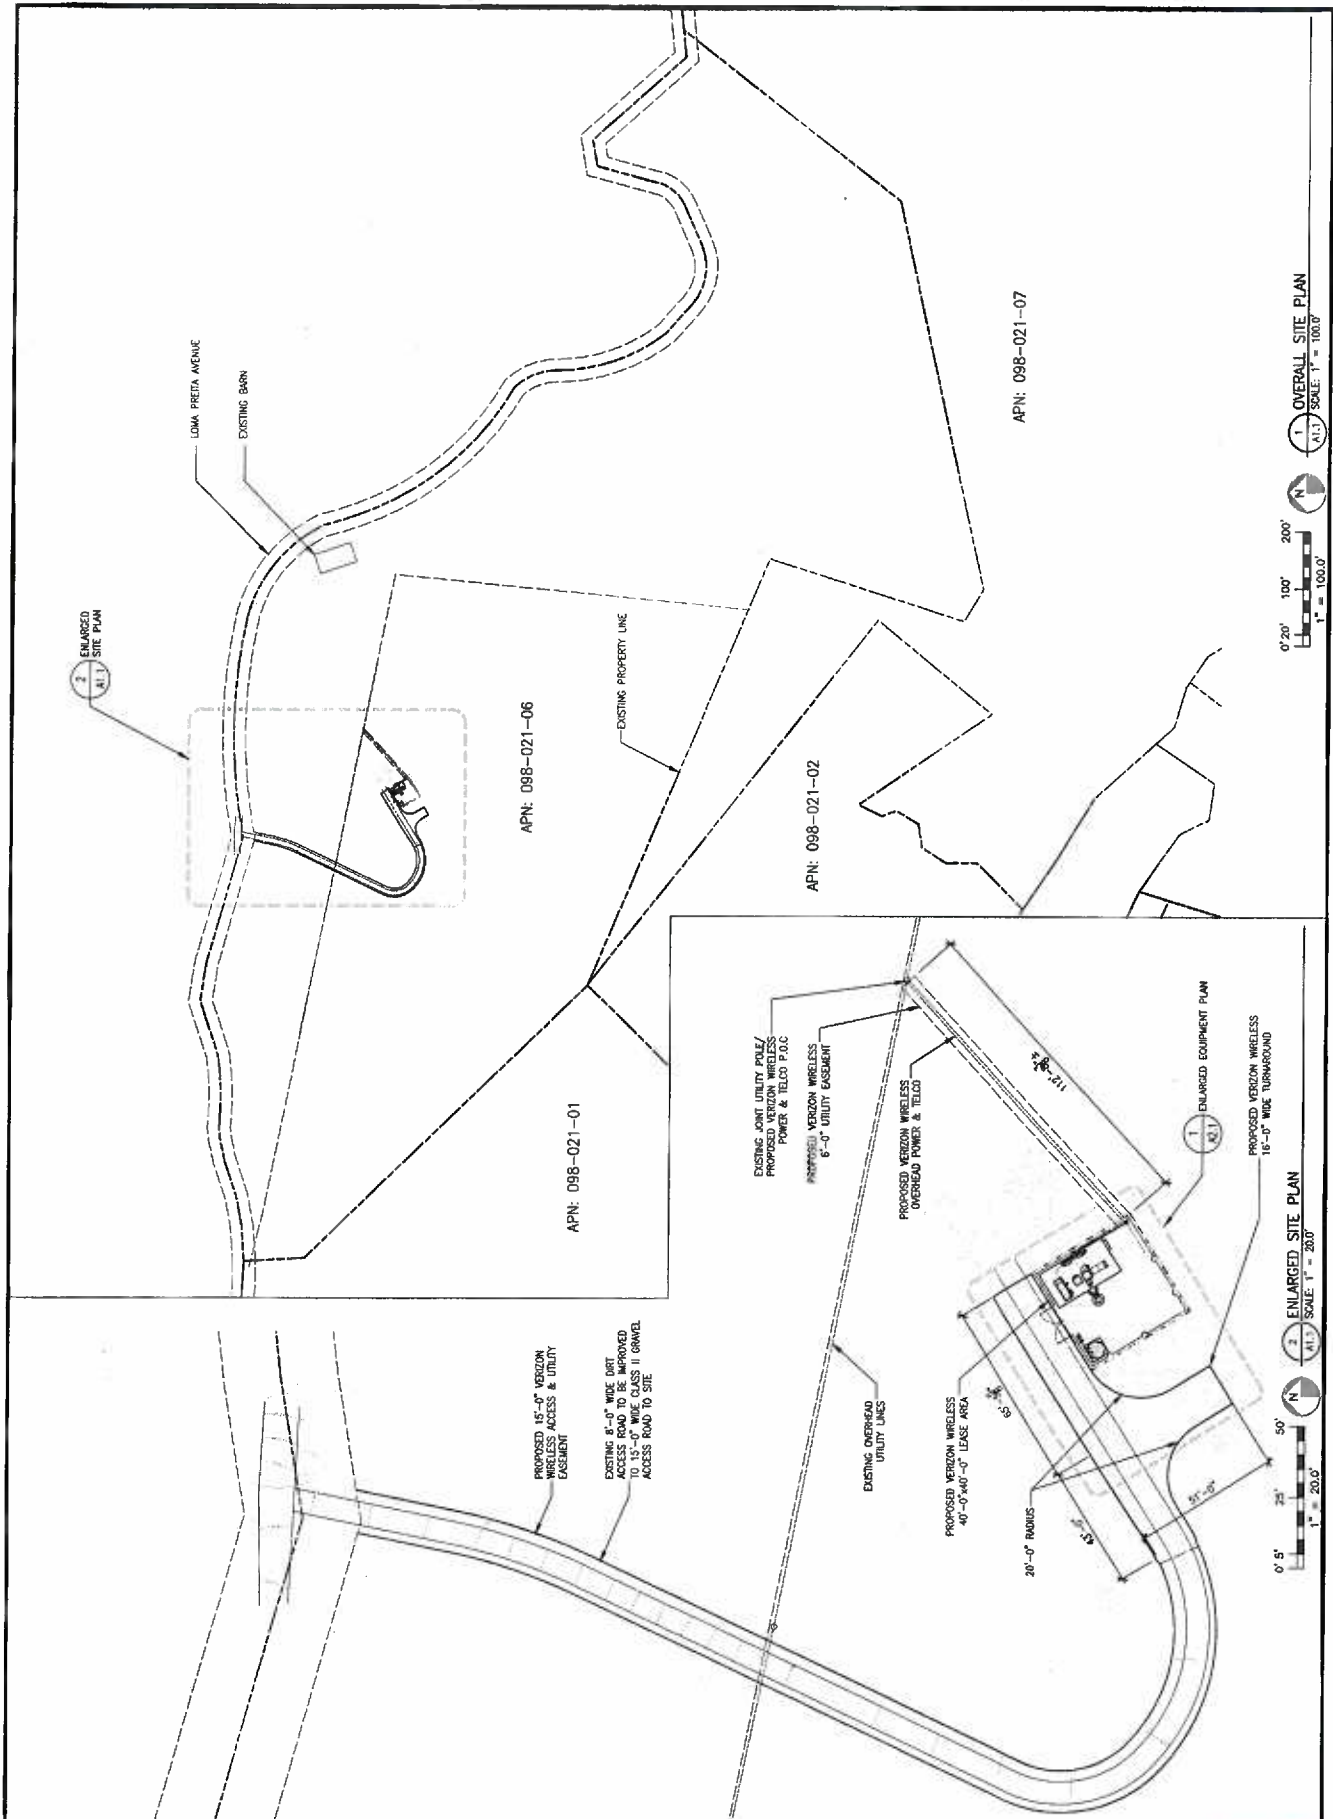 LOMA PREITA AVENUE
EXISTING BARN
2
A1.1
ENLARGED
SITE PLAN
APN: 098-021-06
EXISTING PROPERTY LINE
APN: 098-021-02
APN: 098-021-07
APN: 098-021-01
0' 20' 100' 200'
1" = 100.0'
N
1
A1.1
OVERALL SITE PLAN
SCALE: 1" = 100.0'
PROPOSED 15'-0" VERIZON
WIRELESS ACCESS & UTILITY
EASEMENT
EXISTING 8'-0" WIDE DIRT
ACCESS ROAD TO BE IMPROVED
TO 15'-0" WIDE CLASS II GRAVEL
ACCESS ROAD TO SITE
EXISTING JOINT UTILITY POLE/
PROPOSED VERIZON WIRELESS
POWER & TELCO P.O.C
PROPOSED VERIZON WIRELESS
6'-0" UTILITY EASEMENT
PROPOSED VERIZON WIRELESS
OVERHEAD POWER & TELCO
EXISTING OVERHEAD
UTILITY LINES
PROPOSED VERIZON WIRELESS
40'-0"x40'-0" LEASE AREA
20'-0" RADIUS
51'-0"
1
A2.1
ENLARGED EQUIPMENT PLAN
PROPOSED VERIZON WIRELESS
16'-0" WIDE TURNAROUND
0' 5' 25' 50'
1" = 20.0'
N
2
A1.1
ENLARGED SITE PLAN
SCALE: 1" = 20.0'